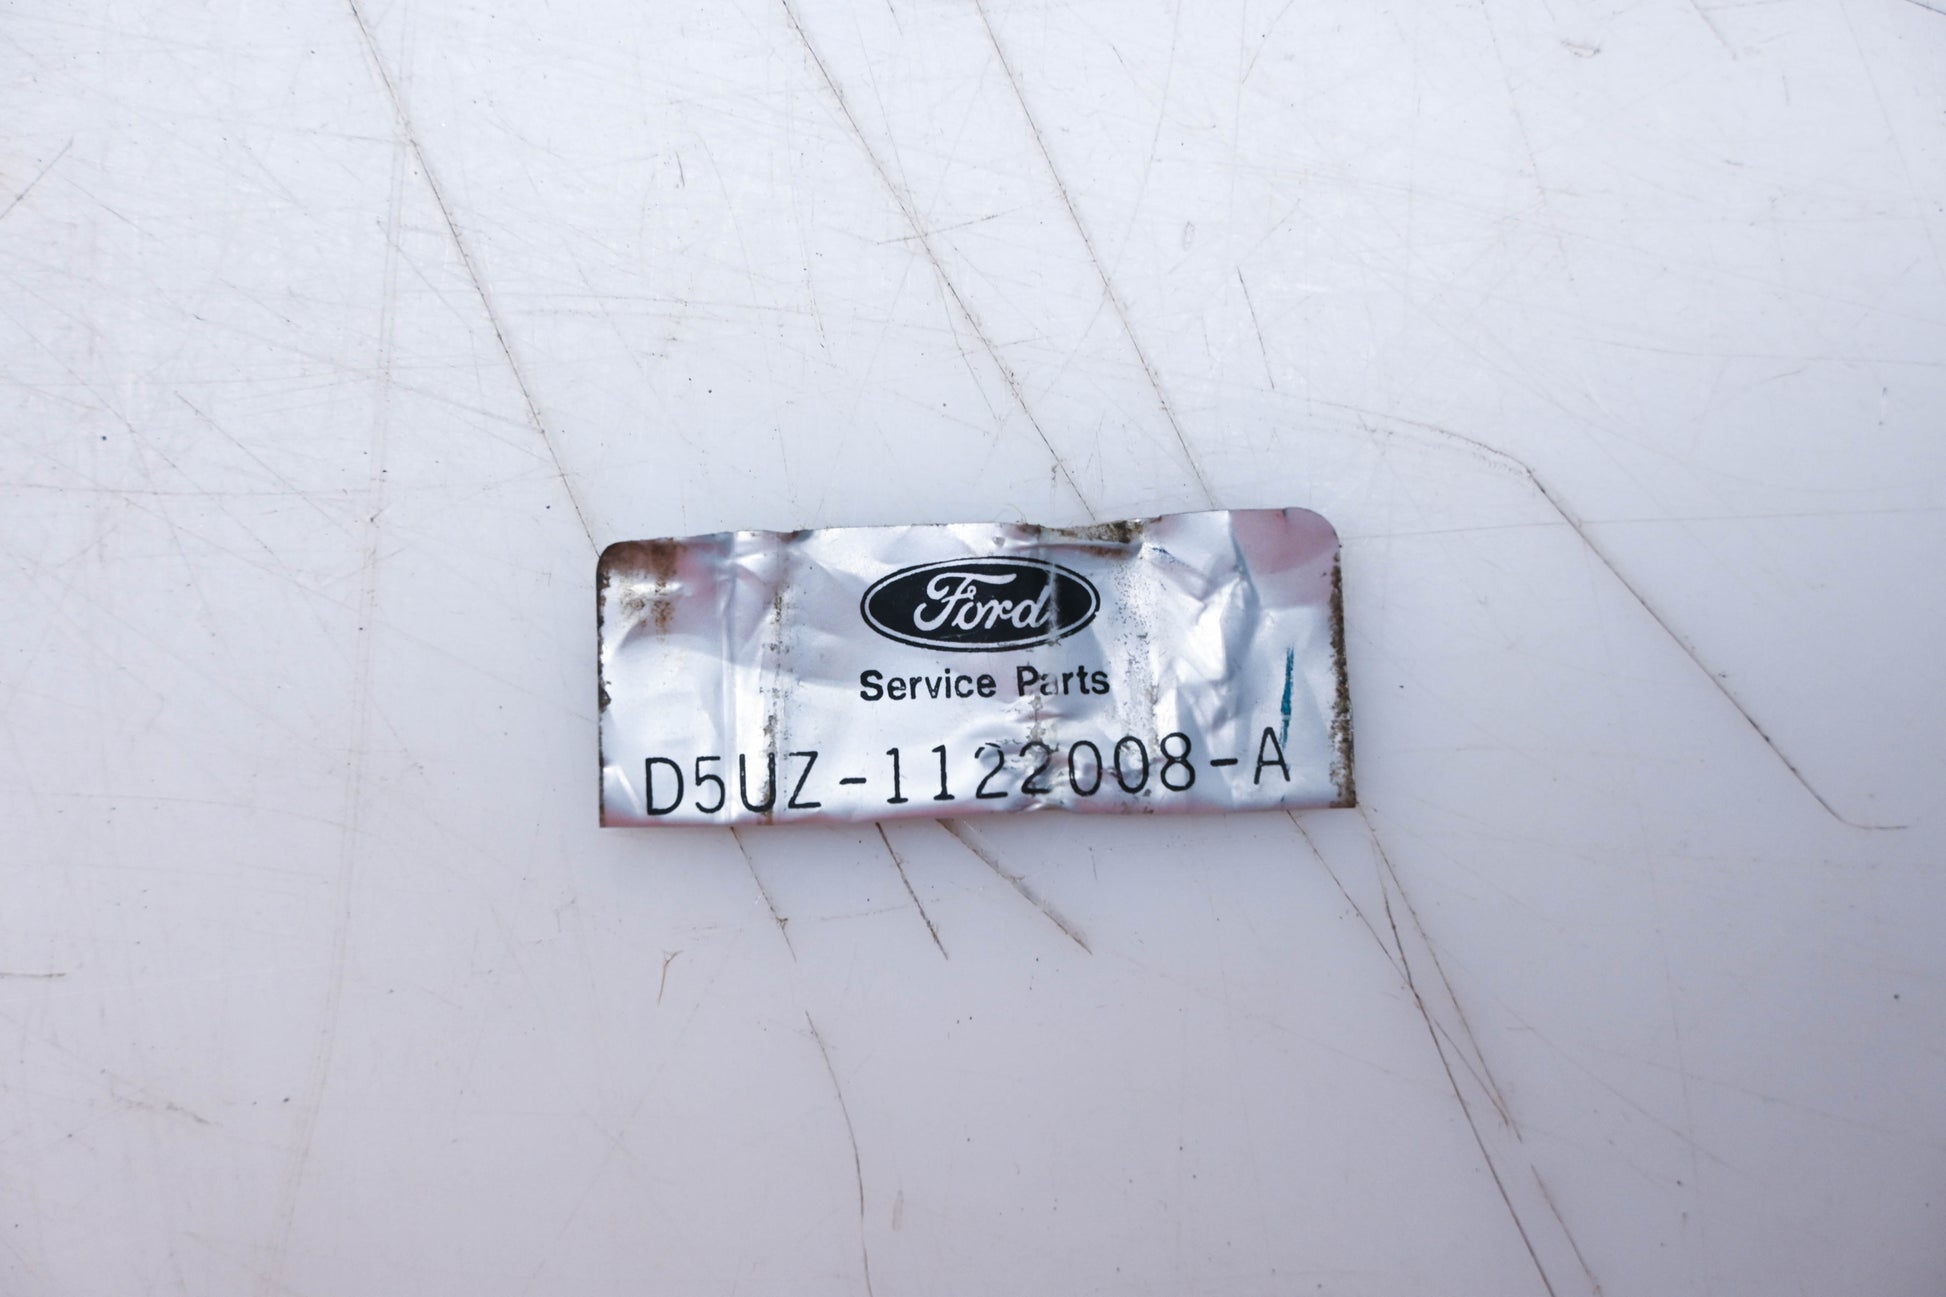 Ford
Service Parts
D5UZ-1122008-A